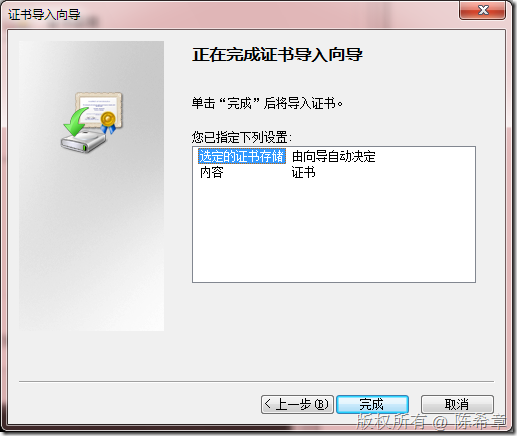 证书导入向导
正在完成证书导入向导
单击“完成”后将导入证书。
您已指定下列设置:
选定的证书存储 由向导自动决定
内容 证书
< 上一步(B) 完成 取消
版权所有 @ 陈希章